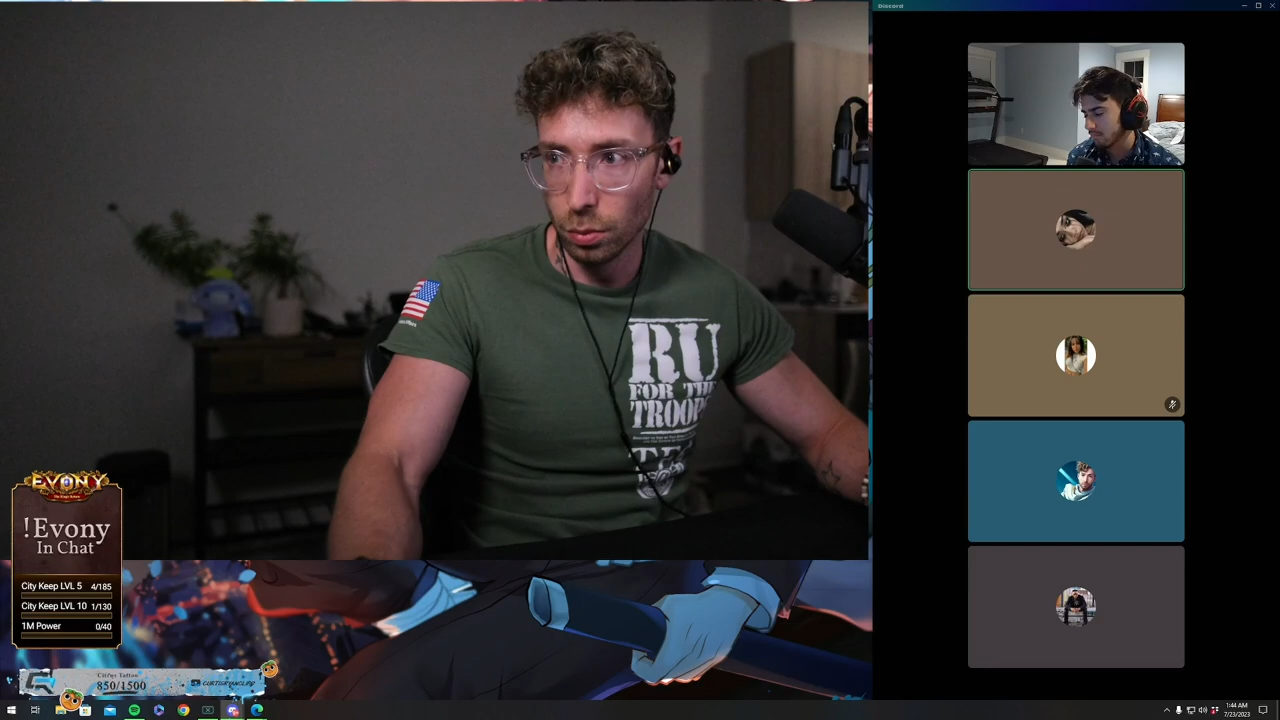 Discord
RU
FOR THE
TROOPS
EVONY
!Evony
In Chat
City Keep LVL 5 4/185
City Keep LVL 10 1/130
1M Power 0/40
850/1500
1:44 AM
7/23/2023